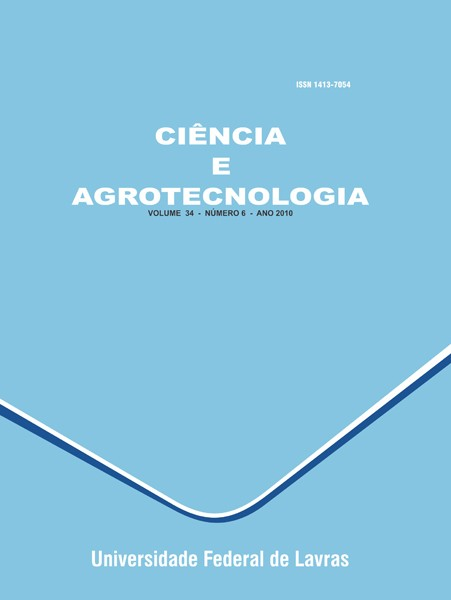 ISSN 1413-7054
CIÊNCIA
E
AGROTECNOLOGIA
VOLUME 34 - NÚMERO 6 - ANO 2010
Universidade Federal de Lavras